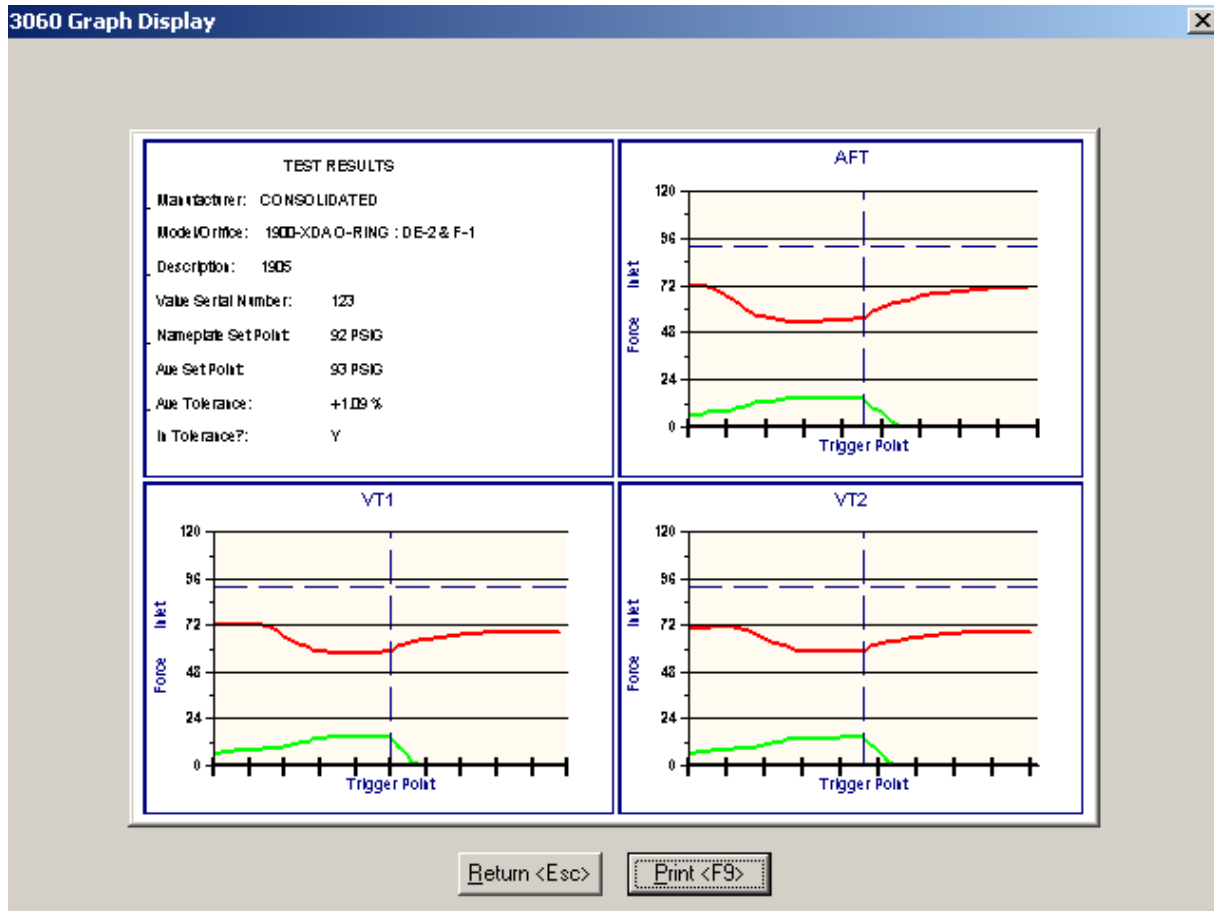 3060 Graph Display
TEST RESULTS
Manufacturer: CONSOLIDATED
Model/Orifice: 1900-XDA O-RING : DE-2 & F-1
Description: 1905
Valve Serial Number: 123
Nameplate Set Point: 92 PSIG
Ave Set Point: 93 PSIG
Ave Tolerance: +1.09 %
In Tolerance?: Y
AFT
120
96
72
48
24
0
Force Inlet
Trigger Point
VT1
120
96
72
48
24
0
Force Inlet
Trigger Point
VT2
120
96
72
48
24
0
Force Inlet
Trigger Point
Return <Esc>
Print <F9>